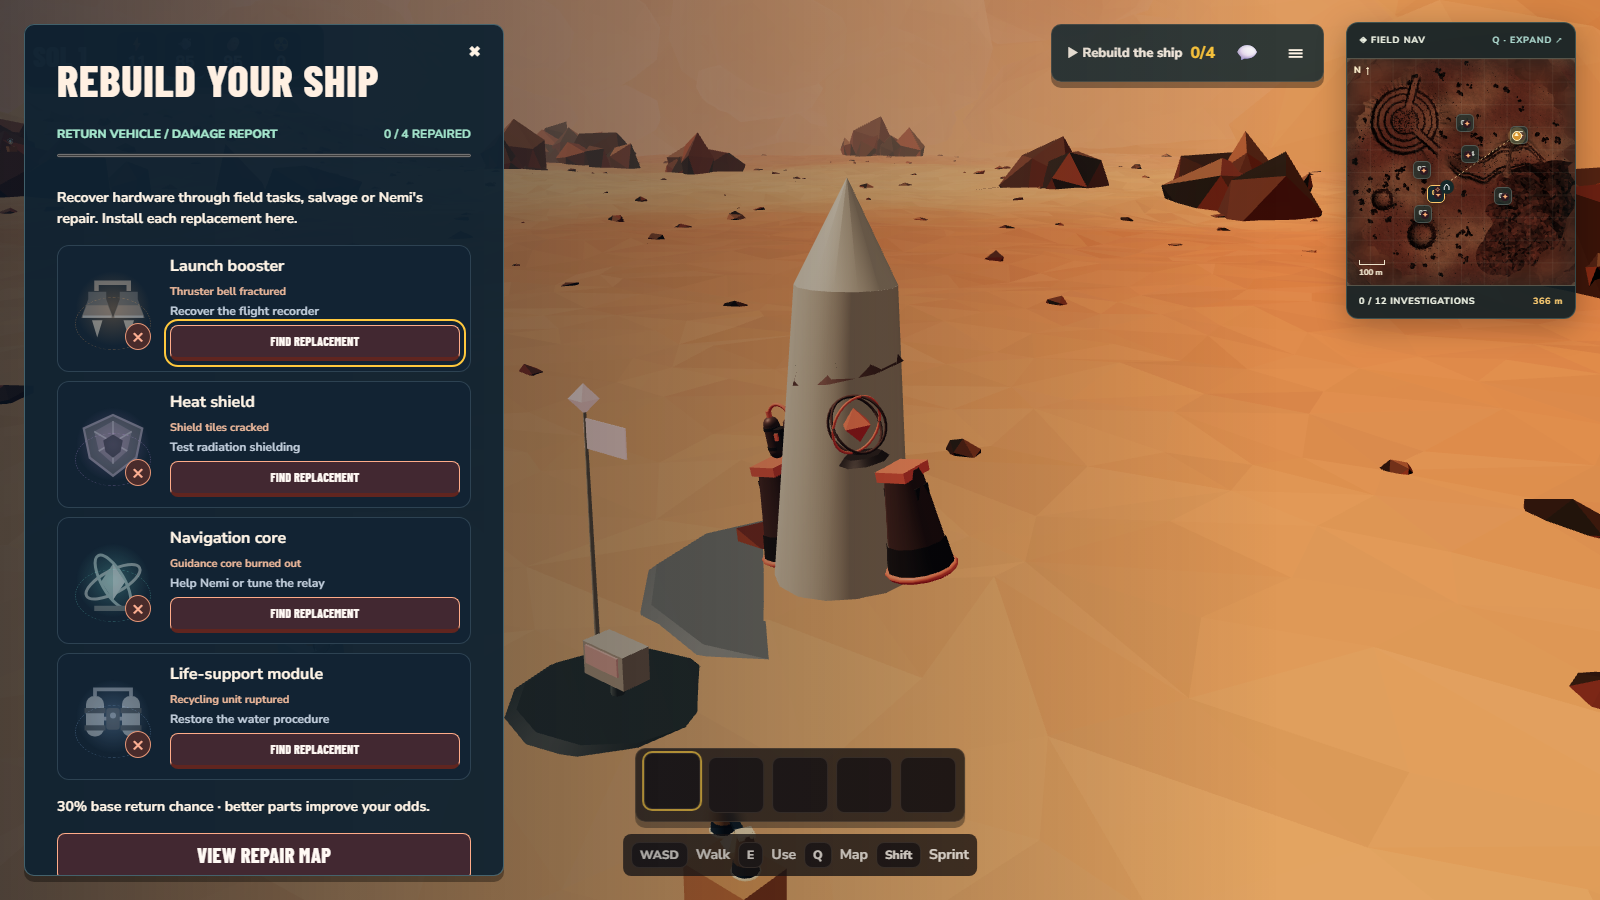 REBUILD YOUR SHIP
RETURN VEHICLE / DAMAGE REPORT
0 / 4 REPAIRED
Recover hardware through field tasks, salvage or Nemi's
repair. Install each replacement here.
Launch booster
Thruster bell fractured
Recover the flight recorder
FIND REPLACEMENT
Heat shield
Shield tiles cracked
Test radiation shielding
FIND REPLACEMENT
Navigation core
Guidance core burned out
Help Nemi or tune the relay
FIND REPLACEMENT
Life-support module
Recycling unit ruptured
Restore the water procedure
FIND REPLACEMENT
30% base return chance · better parts improve your odds.
VIEW REPAIR MAP
Rebuild the ship 0/4
FIELD NAV
Q · EXPAND
N
100 m
0 / 12 INVESTIGATIONS
366 m
WASD Walk E Use Q Map Shift Sprint